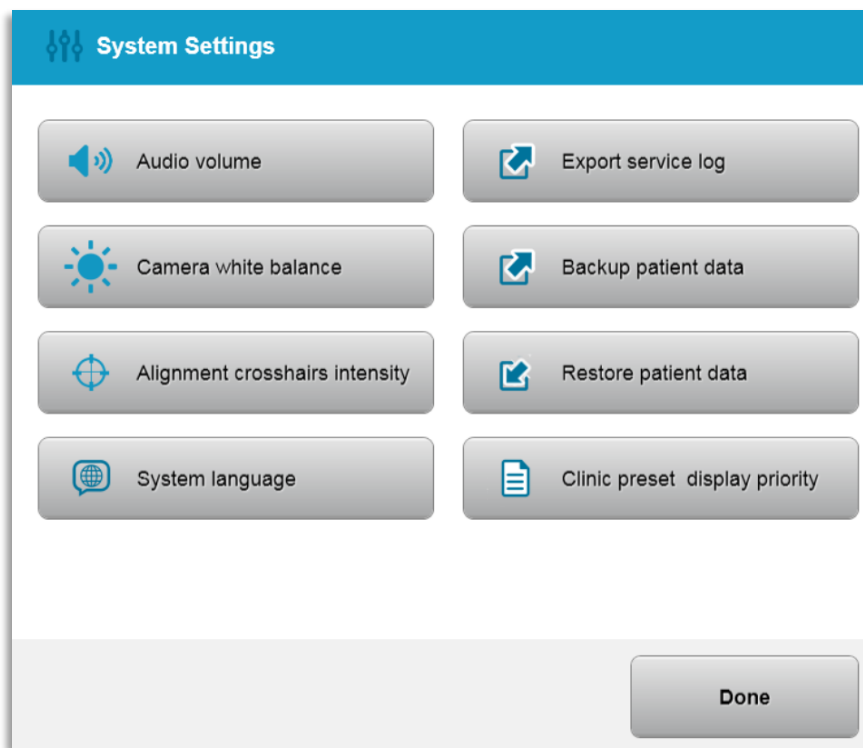 System Settings
Audio volume
Export service log
Camera white balance
Backup patient data
Alignment crosshairs intensity
Restore patient data
System language
Clinic preset display priority
Done